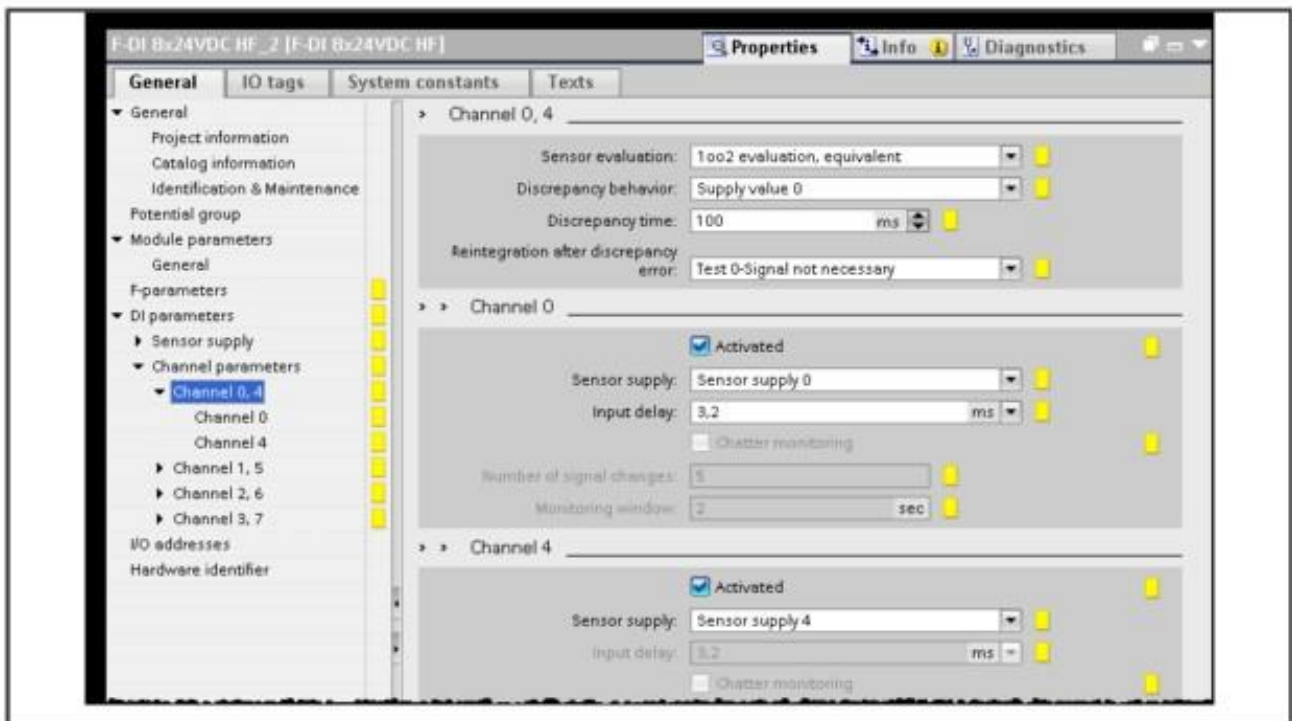 F-DI 8x24VDC HF_2 [F-DI 8x24VDC HF]
Properties Info Diagnostics
General IO tags System constants Texts
General
Project information
Catalog information
Identification & Maintenance
Potential group
Module parameters
General
F-parameters
DI parameters
Sensor supply
Channel parameters
Channel 0, 4
Channel 0
Channel 4
Channel 1, 5
Channel 2, 6
Channel 3, 7
I/O addresses
Hardware identifier
Channel 0, 4
Sensor evaluation: 1oo2 evaluation, equivalent
Discrepancy behavior: Supply value 0
Discrepancy time: 100 ms
Reintegration after discrepancy
error: Test 0-Signal not necessary
Channel 0
Activated
Sensor supply: Sensor supply 0
Input delay: 3,2 ms
Chatter monitoring
Number of signal changes: 5
Monitoring window: 2 sec
Channel 4
Activated
Sensor supply: Sensor supply 4
Input delay: 3,2 ms
Chatter monitoring